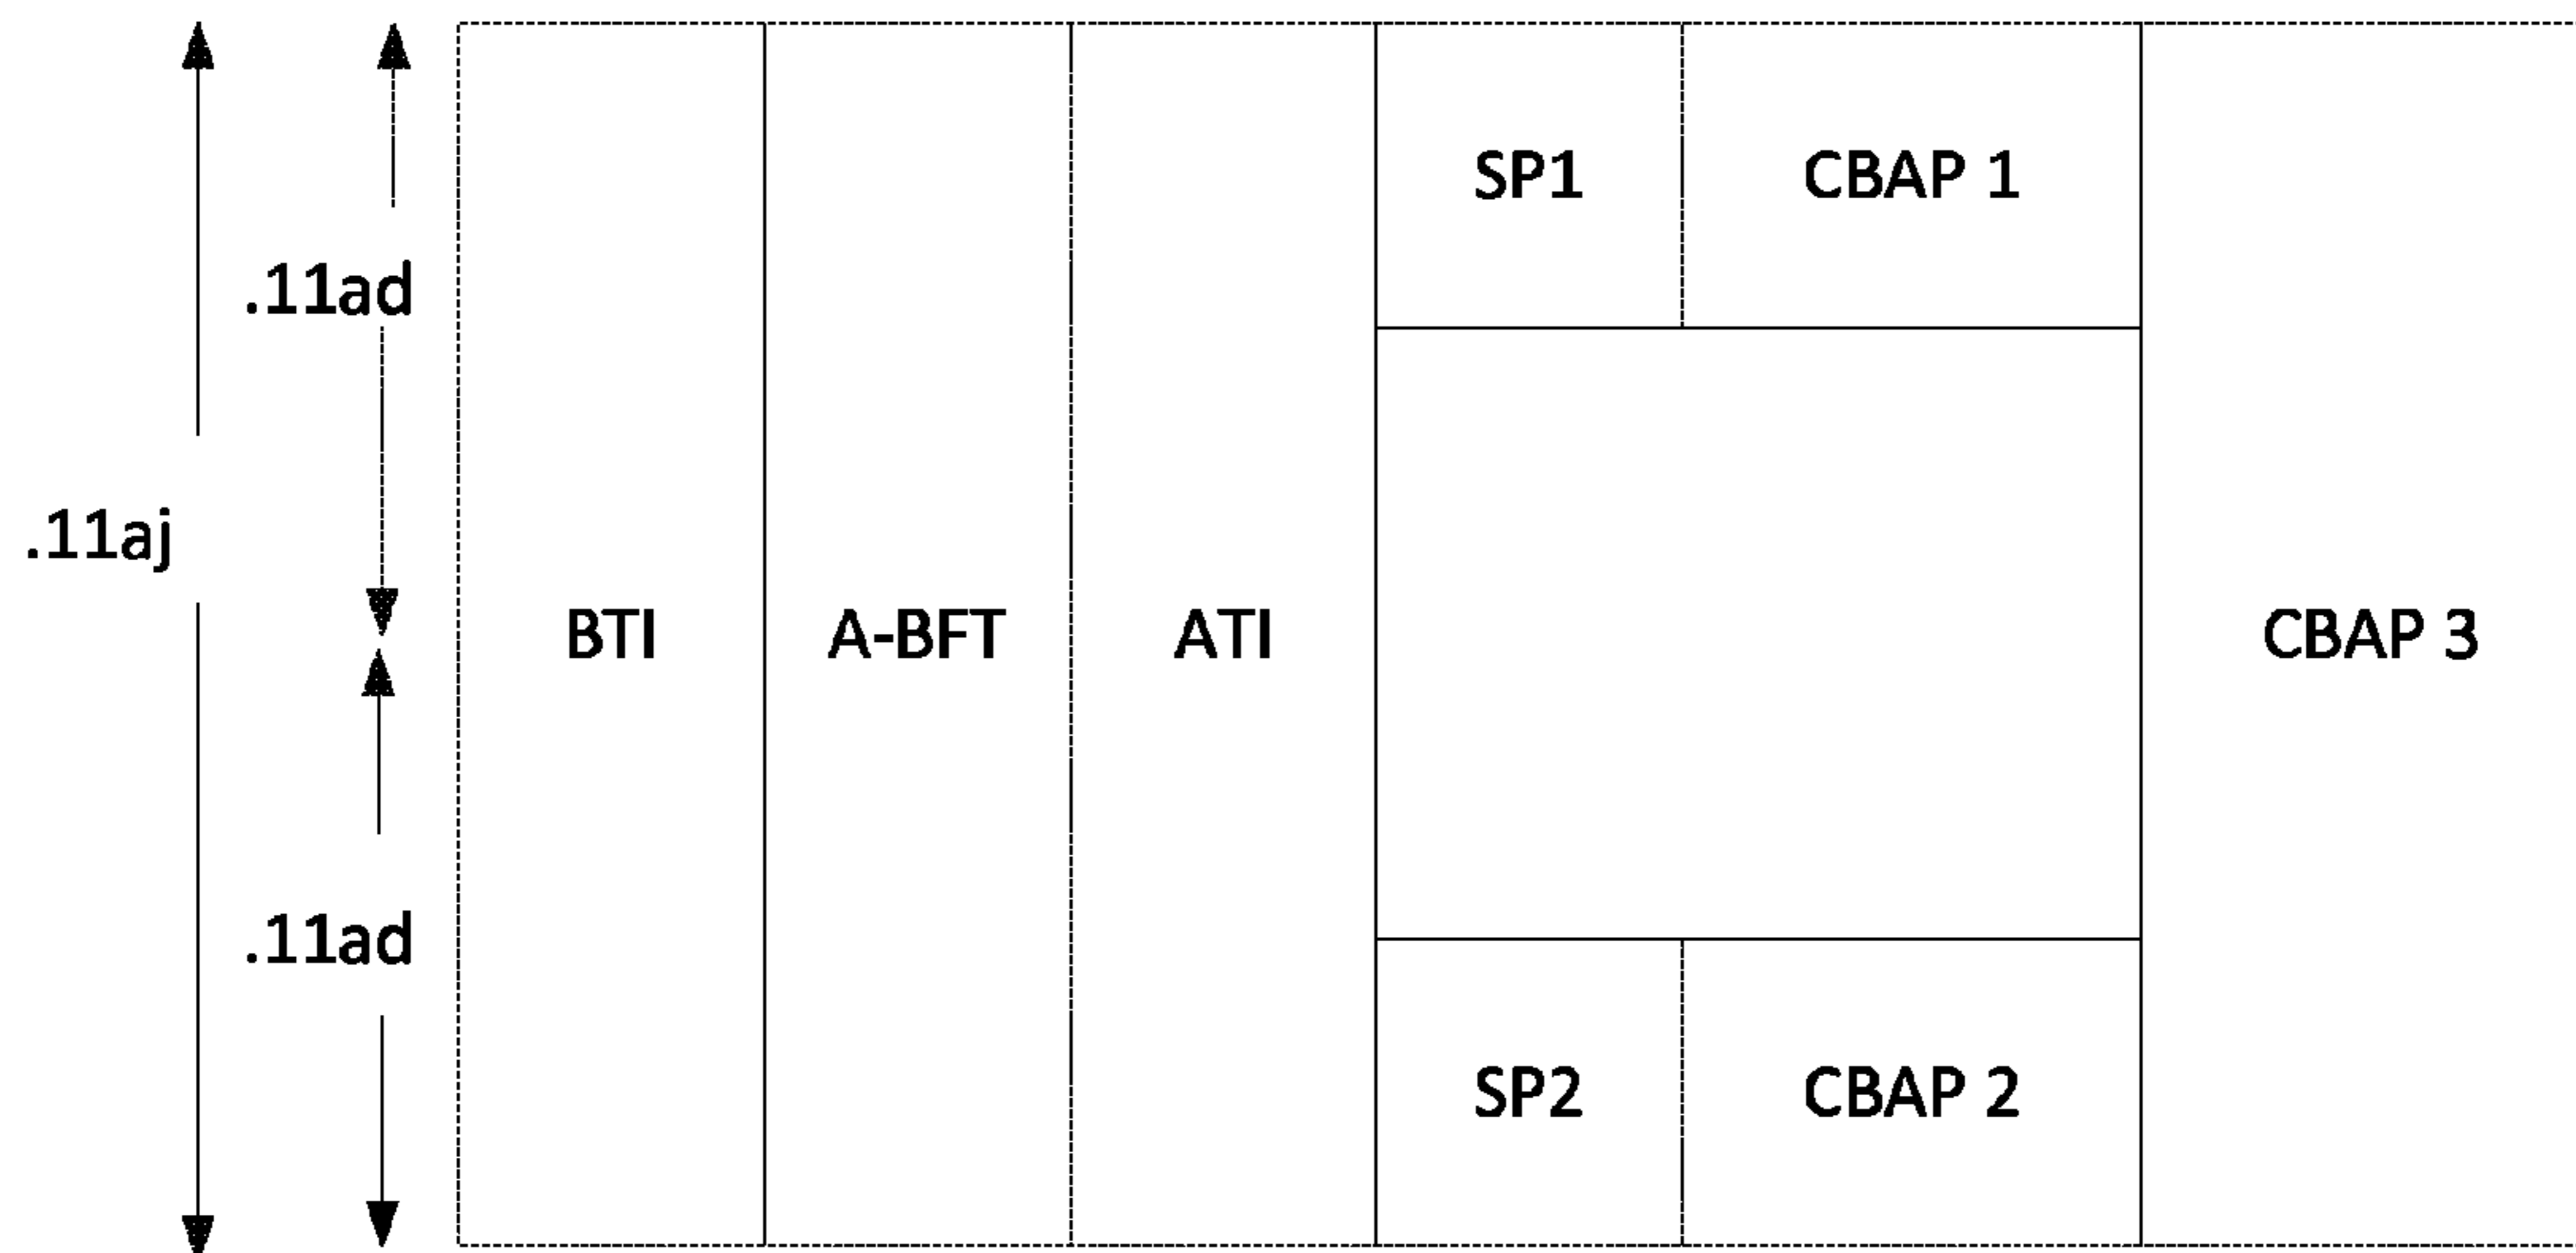 SP1
CBAP 1
.11ad
.11aj
BTI
A-BFT
ATI
CBAP 3
.11ad
SP2
CBAP 2